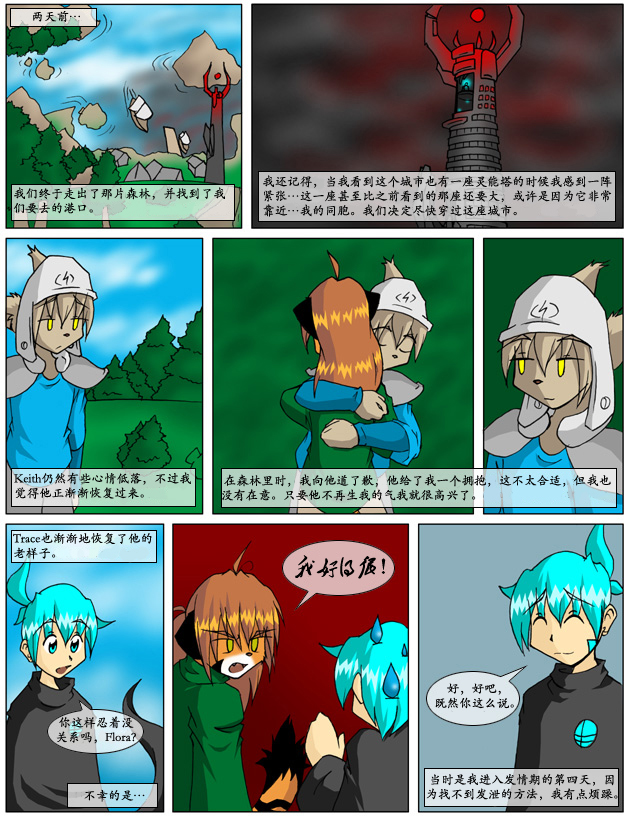 两天前…
我们终于走出了那片森林，并找到了我
们要去的港口。
我还记得，当我看到这个城市也有一座灵能塔的时候我感到一阵
紧张…这一座甚至比之前看到的那座还要大，或许是因为它非常
靠近…我的同胞。我们决定尽快穿过这座城市。
Keith仍然有些心情低落，不过我
觉得他正渐渐恢复过来。
在森林里时，我向他道了歉，他给了我一个拥抱，这不太合适，但我也
没有在意。只要他不再生我的气我就很高兴了。
Trace也渐渐地恢复了他的
老样子。
你这样忍着没
关系吗，Flora?
不幸的是…
我好得很!
好，好吧，
既然你这么说。
当时是我进入发情期的第四天，因
为找不到发泄的方法，我有点烦躁。